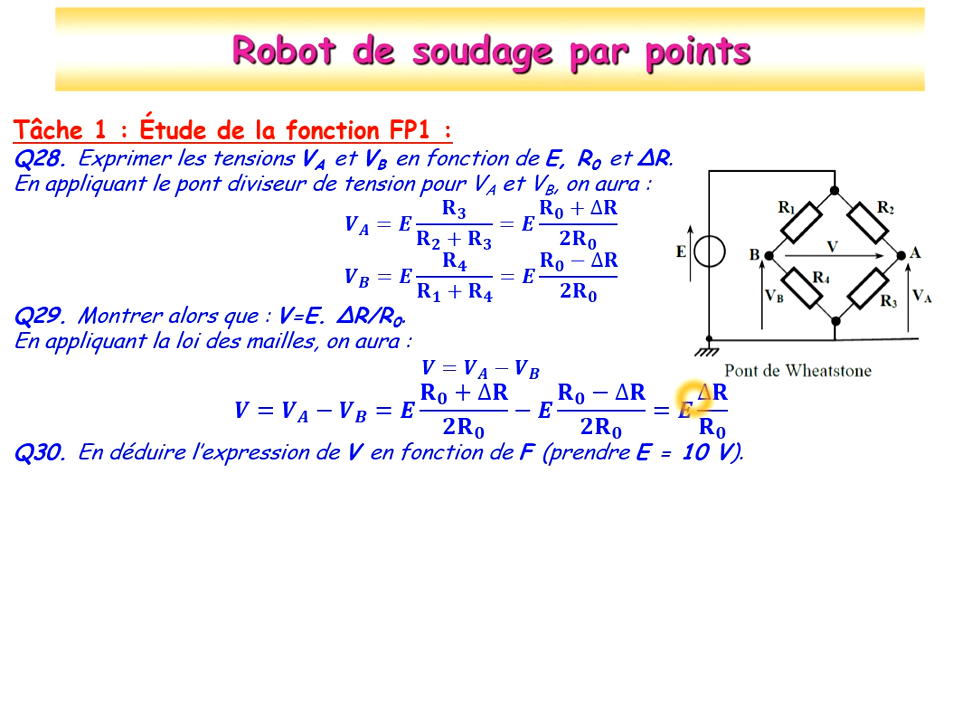 Robot de soudage par points
Tâche 1 : Étude de la fonction FP1 :
Q28. Exprimer les tensions V_A et V_B en fonction de E, R_0 et ΔR.
En appliquant le pont diviseur de tension pour V_A et V_B, on aura :
V_A = E R_3 / (R_2 + R_3) = E (R_0 + ΔR) / 2R_0
V_B = E R_4 / (R_1 + R_4) = E (R_0 − ΔR) / 2R_0
Q29. Montrer alors que : V=E. ΔR/R_0.
En appliquant la loi des mailles, on aura :
V = V_A − V_B
V = V_A − V_B = E (R_0 + ΔR) / 2R_0 − E (R_0 − ΔR) / 2R_0 = E ΔR / R_0
Q30. En déduire l'expression de V en fonction de F (prendre E = 10 V).
R_1 R_2
E B V A
R_4
V_B R_3 V_A
Pont de Wheatstone